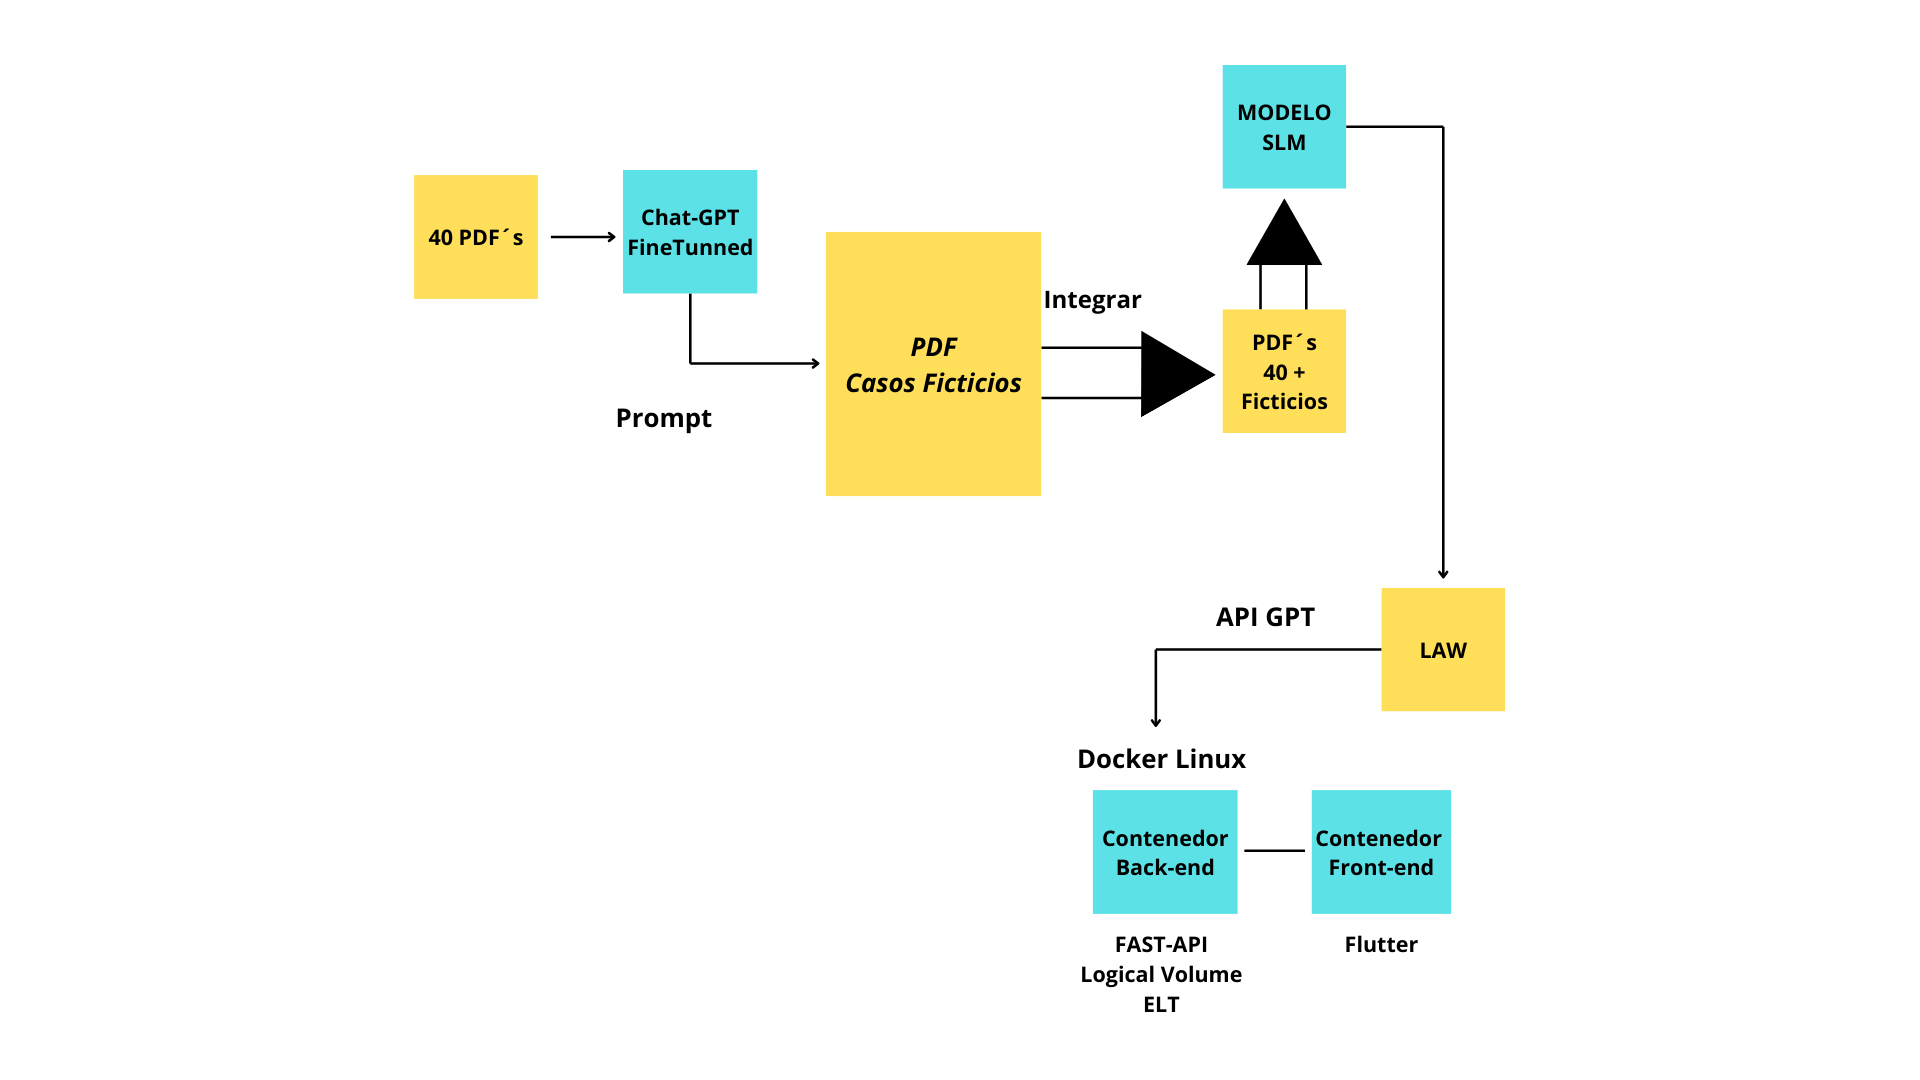 MODELO
SLM
40 PDF´s
Chat-GPT
FineTunned
Prompt
PDF
Casos Ficticios
Integrar
PDF´s
40 +
Ficticios
API GPT
LAW
Docker Linux
Contenedor
Back-end
Contenedor
Front-end
FAST-API
Logical Volume
ELT
Flutter